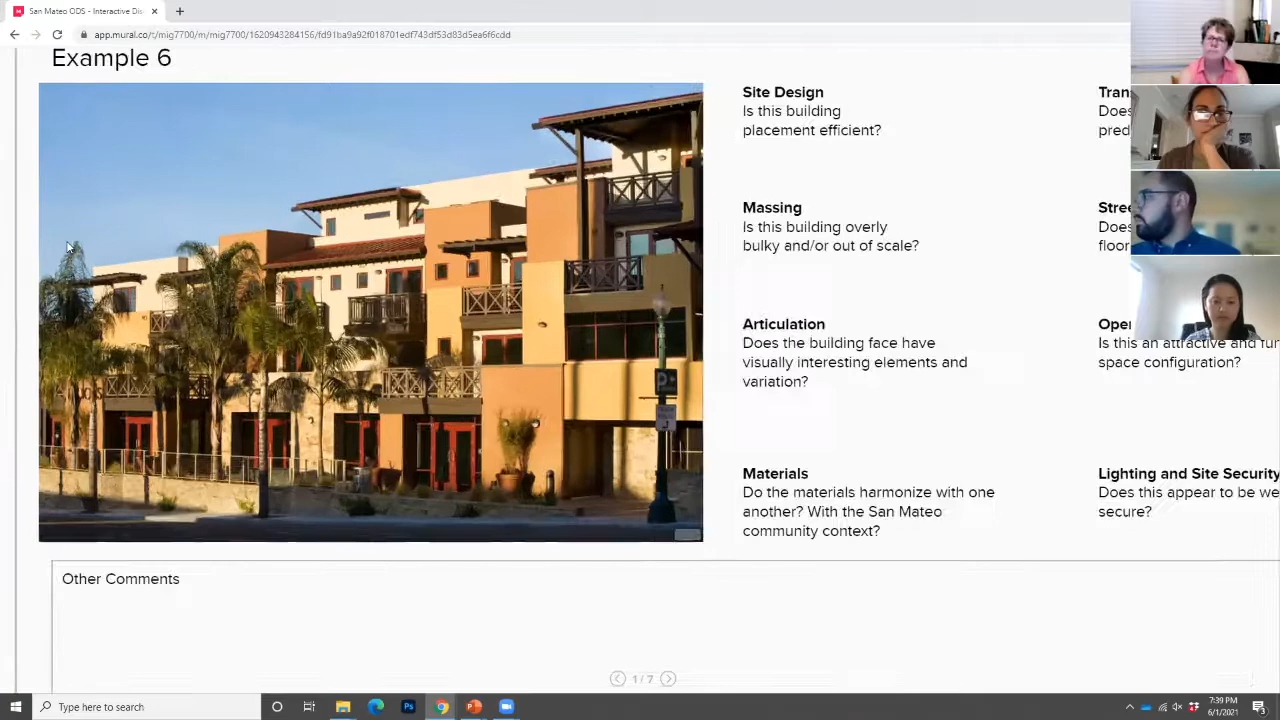 San Mateo ODS - Interactive Dis
app.mural.co/t/mig7700/m/mig7700/1620943284156/fd91ba9a92f018701edf743df53d83d5ea6f6cdd
Example 6
Site Design
Is this building
placement efficient?
Massing
Is this building overly
bulky and/or out of scale?
Articulation
Does the building face have
visually interesting elements and
variation?
Materials
Do the materials harmonize with one
another? With the San Mateo
community context?
Tran
Does
pred
Stree
Does
floor
Oper
Is this an attractive and fun
space configuration?
Lighting and Site Security
Does this appear to be we
secure?
P
Other Comments
1 / 7
Type here to search
Ps
7:39 PM
6/1/2021
3